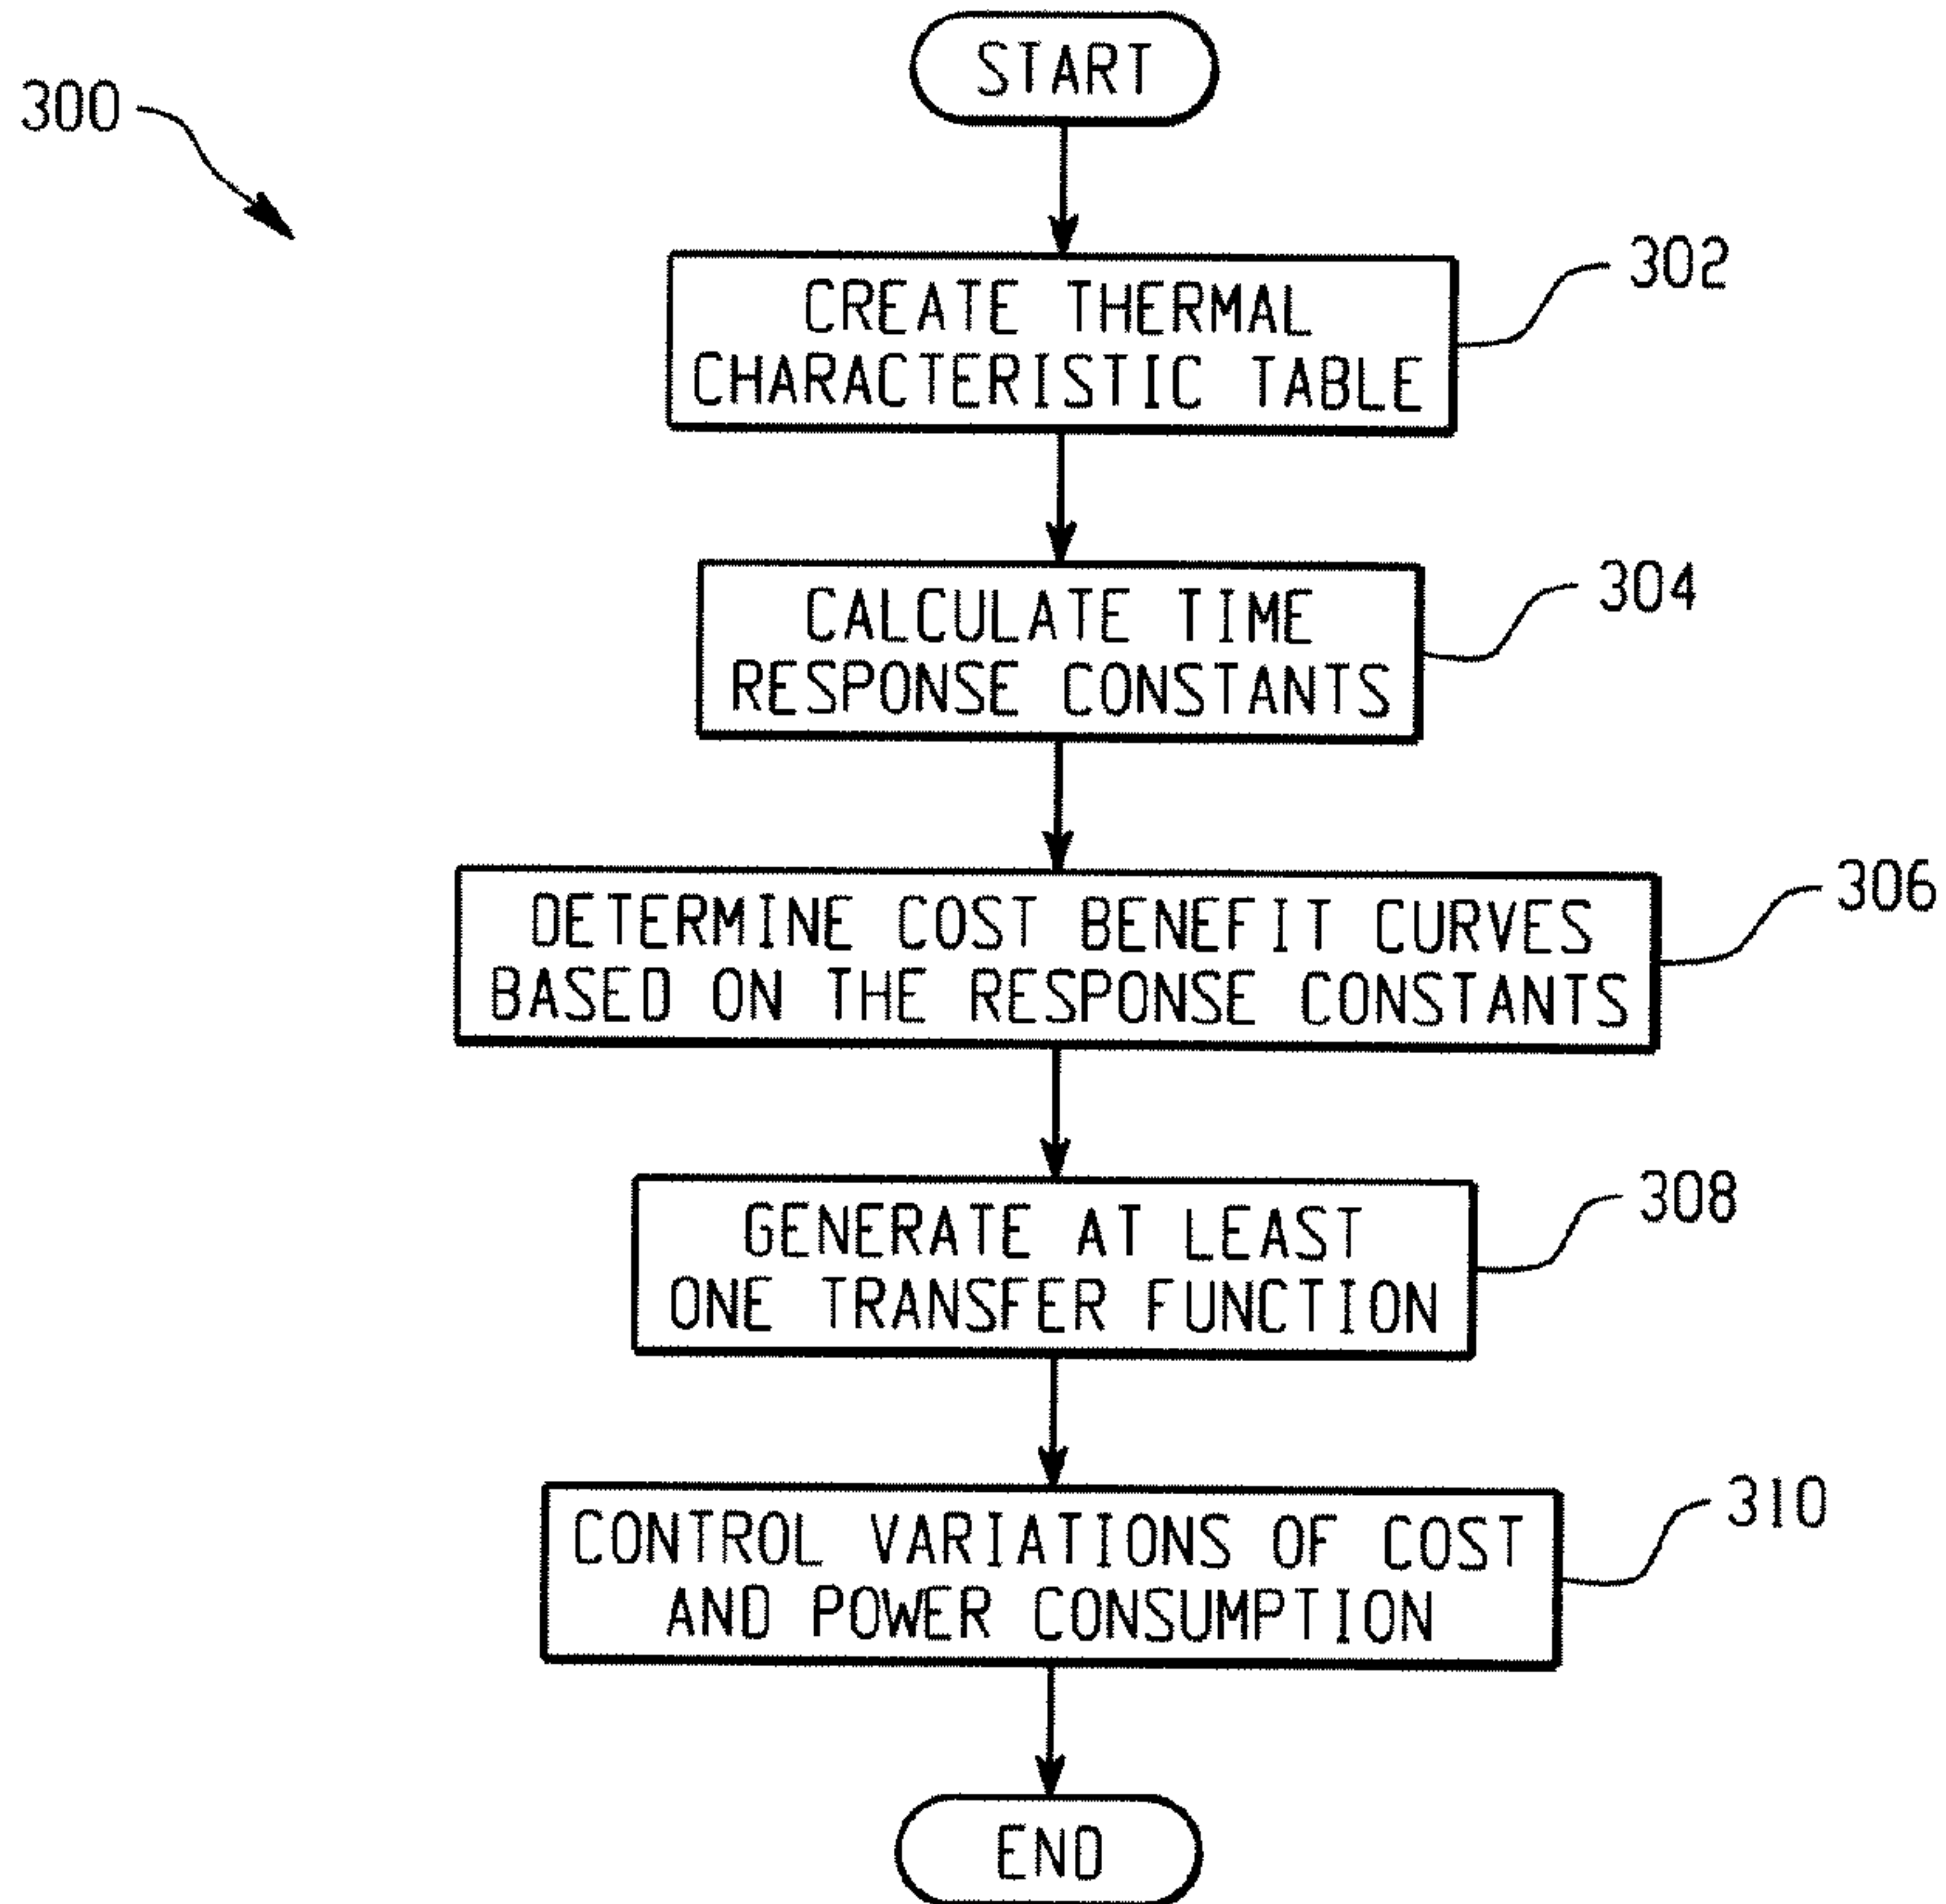 START
300
302
CREATE THERMAL
CHARACTERISTIC TABLE
304
CALCULATE TIME
RESPONSE CONSTANTS
306
DETERMINE COST BENEFIT CURVES
BASED ON THE RESPONSE CONSTANTS
308
GENERATE AT LEAST
ONE TRANSFER FUNCTION
310
CONTROL VARIATIONS OF COST
AND POWER CONSUMPTION
END